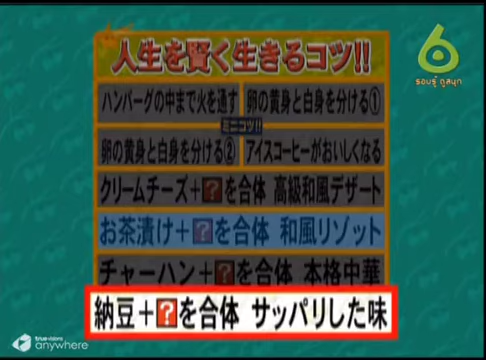 人生を賢く生きるコツ!!
6
รอบรู้ ดูสนุก
ハンバーグの中まで火を通す 卵の黄身と白身を分ける①
ミニコツ!!
卵の黄身と白身を分ける② アイスコーヒーがおいしくなる
クリームチーズ+?を合体 高級和風デザート
お茶漬け+?を合体 和風リゾット
チャーハン+?を合体 本格中華
納豆+?を合体 サッパリした味
truevisions
anywhere